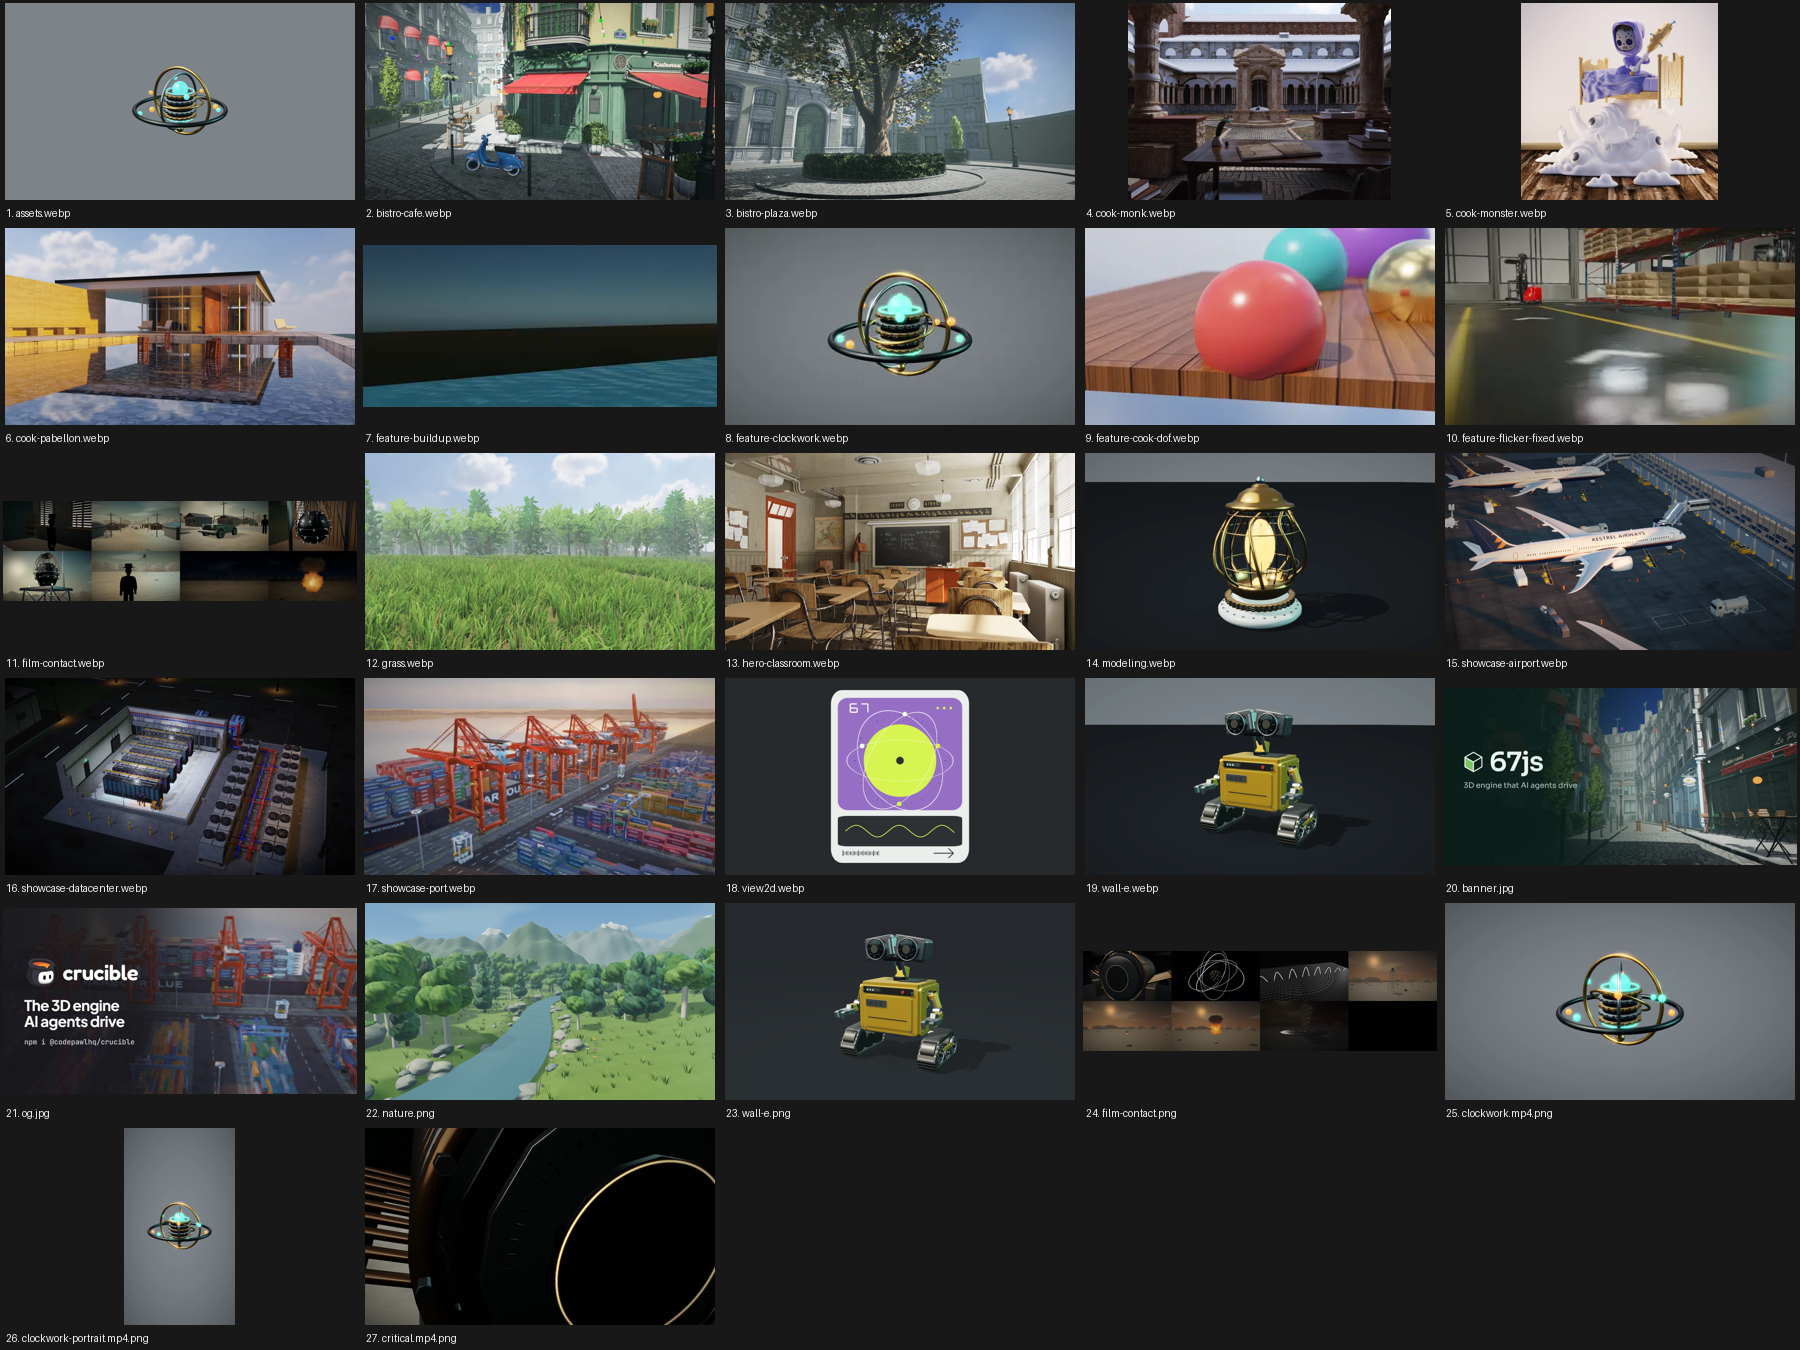 1. assets.webp
2. bistro-cafe.webp
3. bistro-plaza.webp
4. cook-monk.webp
5. cook-monster.webp
6. cook-pabellon.webp
7. feature-buildup.webp
8. feature-clockwork.webp
9. feature-cook-dof.webp
10. feature-flicker-fixed.webp
KESTREL AIRWAYS
11. film-contact.webp
12. grass.webp
13. hero-classroom.webp
14. modeling.webp
15. showcase-airport.webp
67
67js
3D engine that AI agents drive
16. showcase-datacenter.webp
17. showcase-port.webp
18. view2d.webp
19. wall-e.webp
20. banner.jpg
crucible
The 3D engine
AI agents drive
npm i @codepawlhq/crucible
21. og.jpg
22. nature.png
23. wall-e.png
24. film-contact.png
25. clockwork.mp4.png
26. clockwork-portrait.mp4.png
27. critical.mp4.png